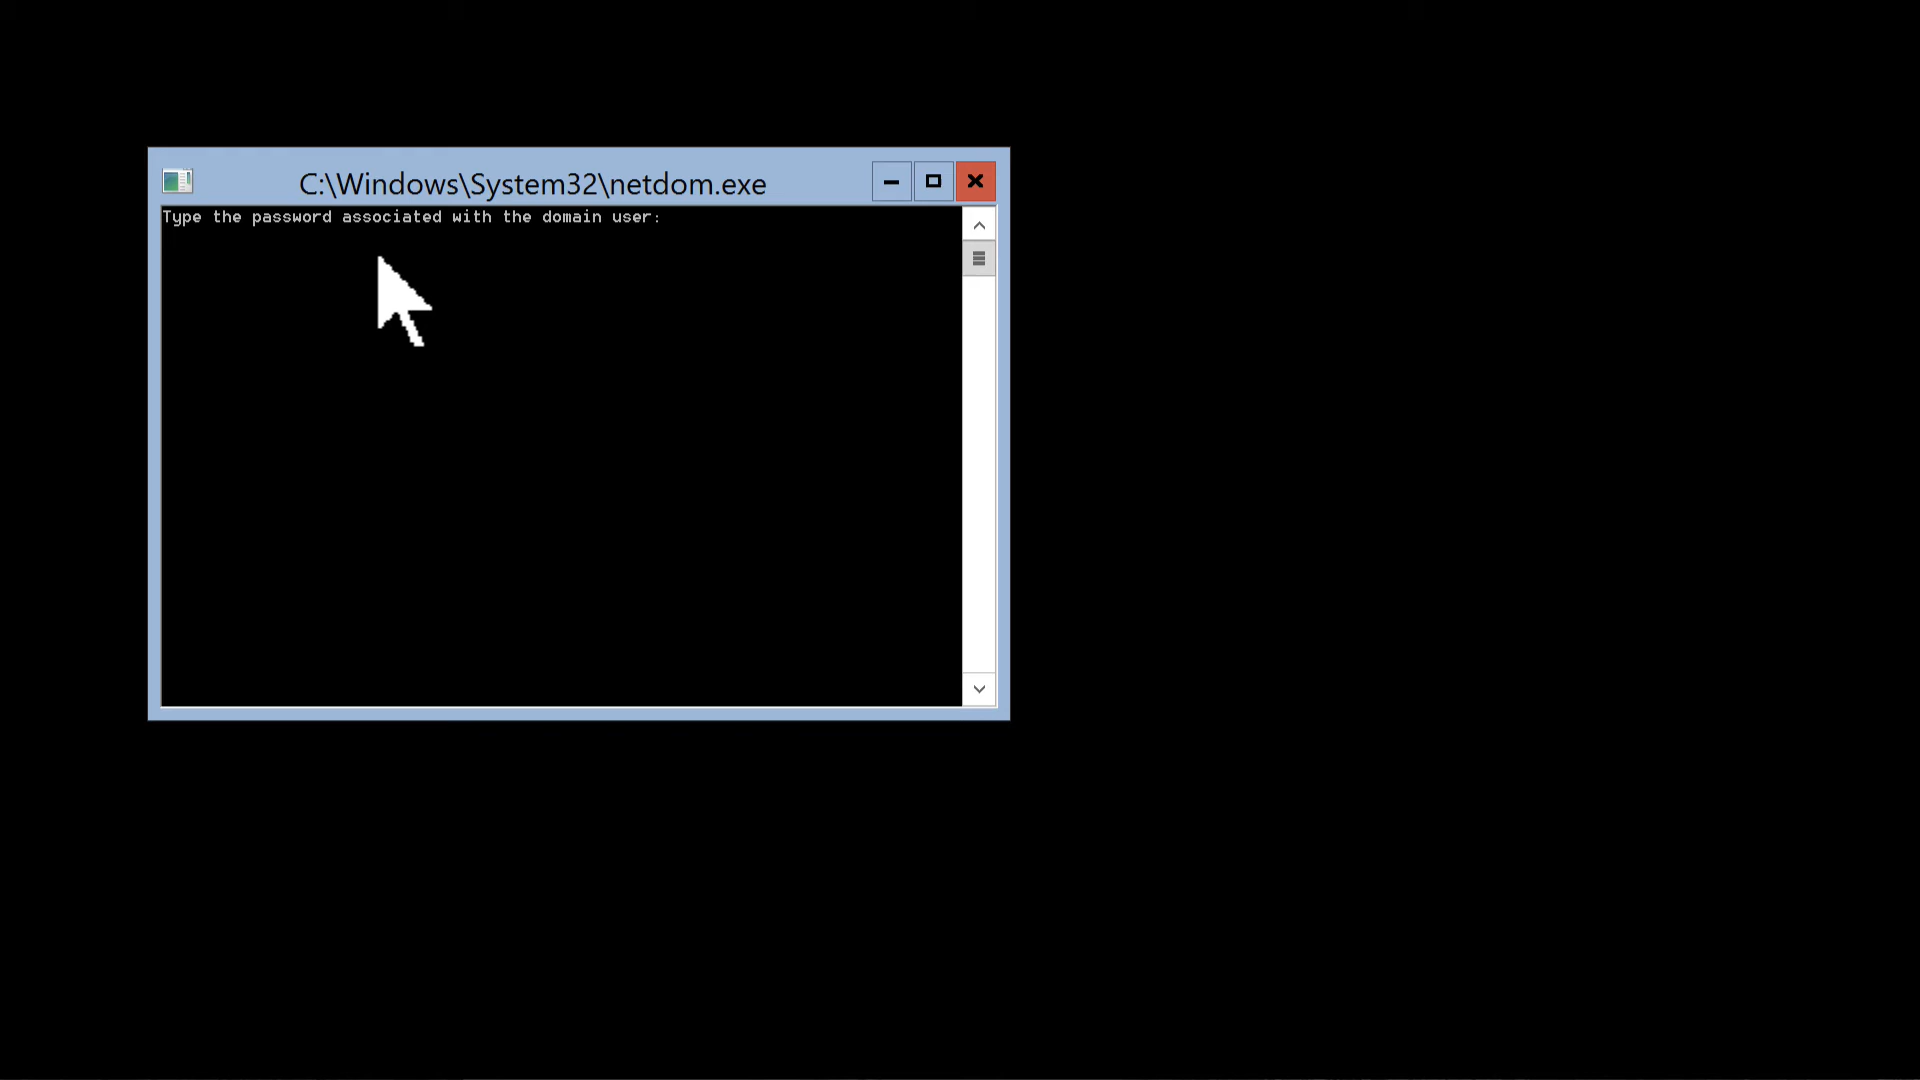 C:\Windows\System32\netdom.exe
Type the password associated with the domain user: